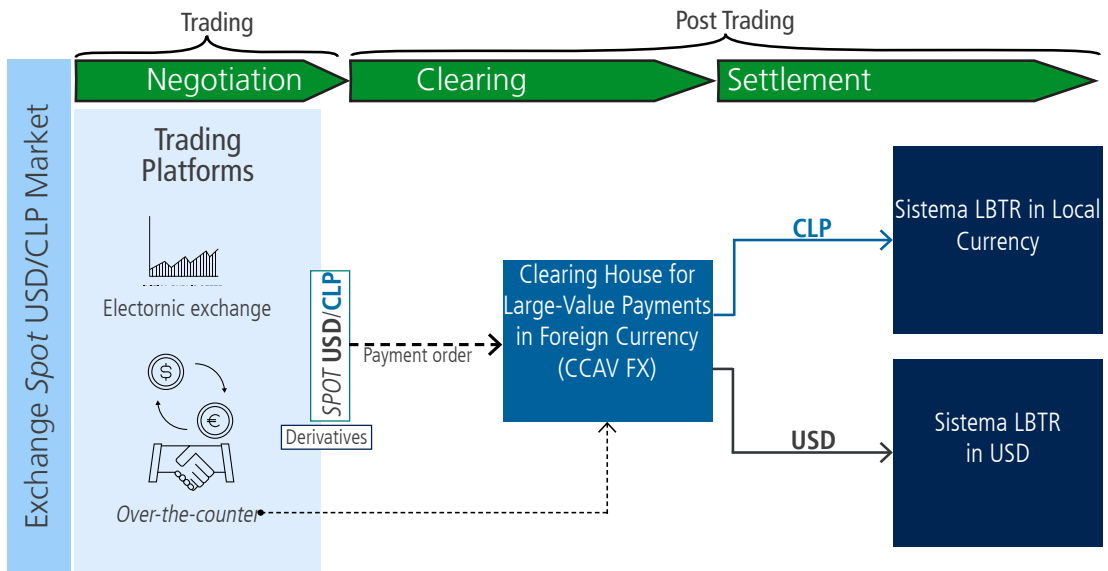 Trading
Post Trading
Negotiation
Clearing
Settlement
Exchange Spot USD/CLP Market
Trading
Platforms
Electornic exchange
$
€
Over-the-counter
SPOT USD/CLP
Derivatives
Payment order
Clearing House for
Large-Value Payments
in Foreign Currency
(CCAV FX)
CLP
USD
Sistema LBTR in Local
Currency
Sistema LBTR
in USD